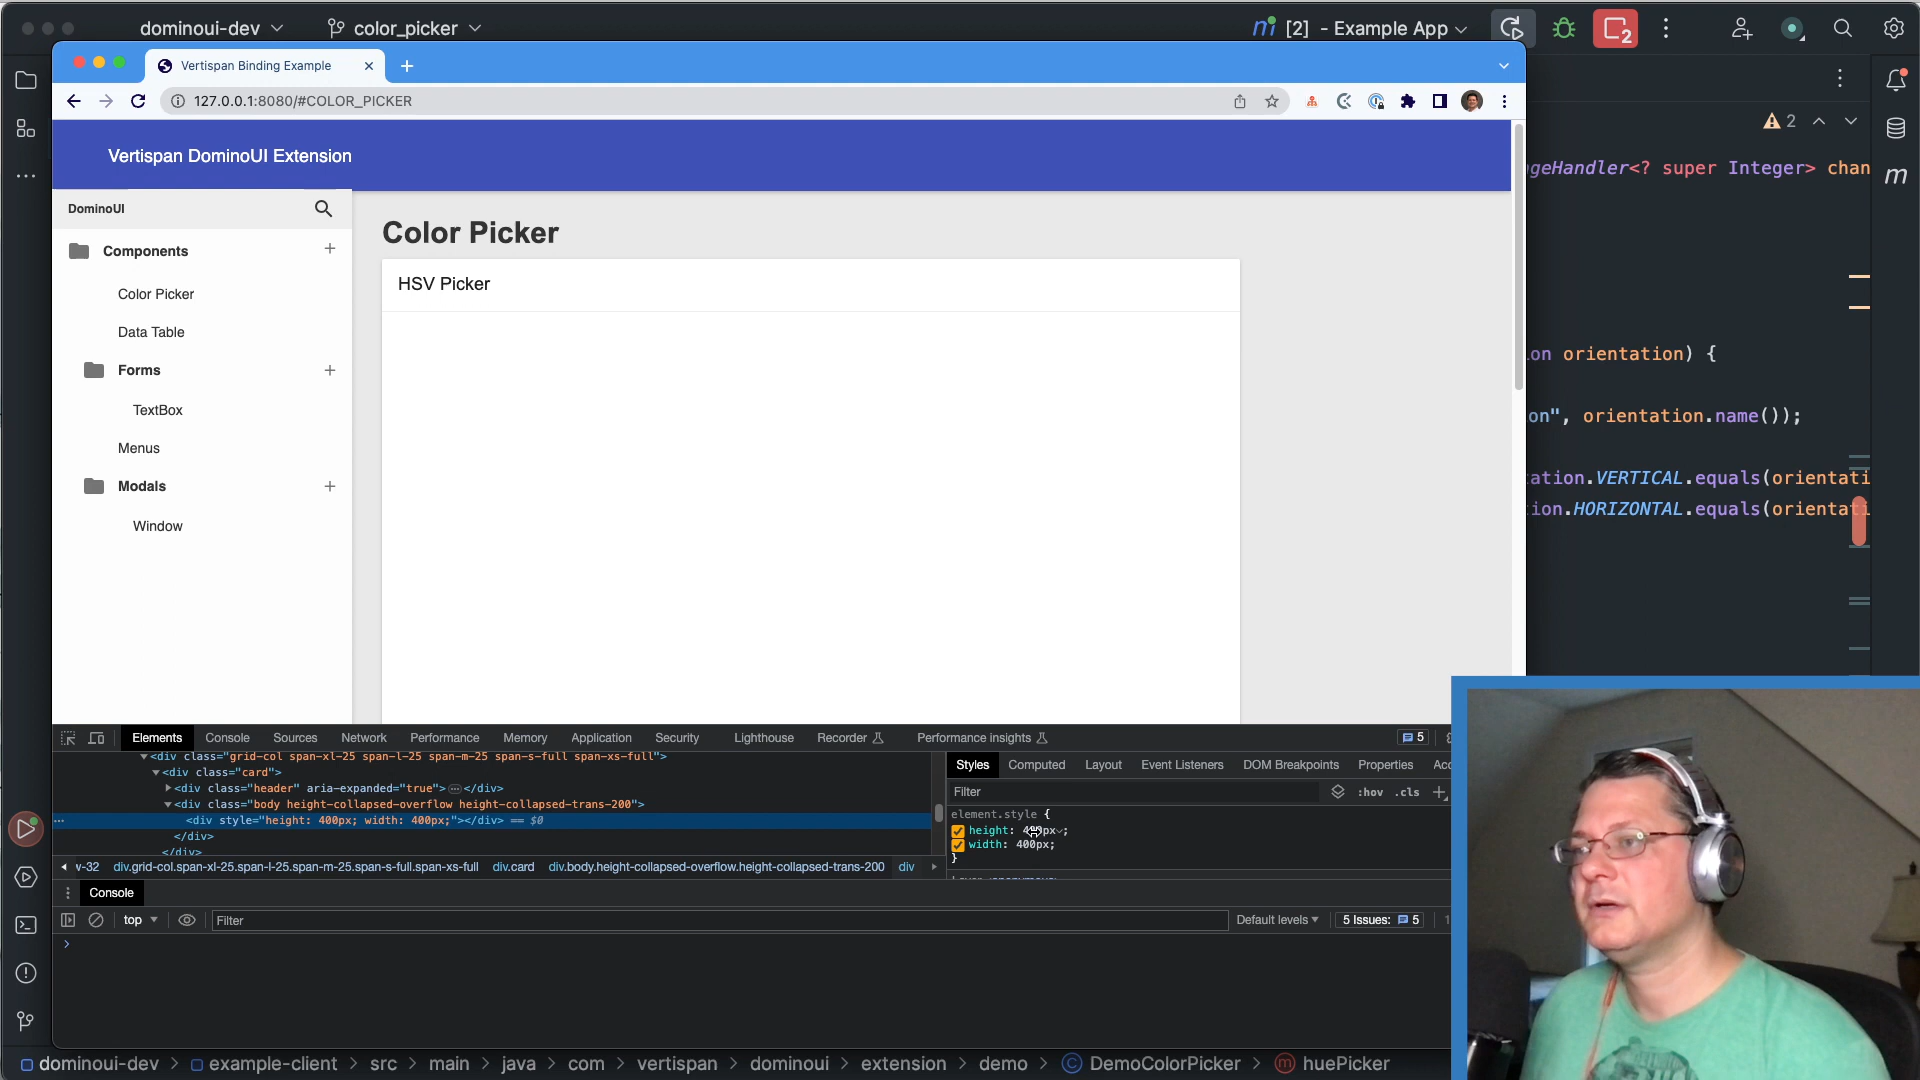 dominoui-dev
color_picker
[2] - Example App
2
Vertispan Binding Example
127.0.0.1:8080/#COLOR_PICKER
2
Vertispan DominoUI Extension
geHandler<? super Integer> chan
m
DominoUI
Color Picker
Components
HSV Picker
Color Picker
Data Table
on orientation) {
Forms
TextBox
on", orientation.name());
Menus
ation.VERTICAL.equals(orientati
Modals
ion.HORIZONTAL.equals(orientati
Window
Elements Console Sources Network Performance Memory Application Security Lighthouse Recorder Performance insights 5
<div class="grid-col span-xl-25 span-l-25 span-m-25 span-s-full span-xs-full">
<div class="card">
<div class="header" aria-expanded="true"> </div>
<div class="body height-collapsed-overflow height-collapsed-trans-200">
<div style="height: 400px; width: 400px;"></div> == $0
</div>
</div>
w-32 div.grid-col.span-xl-25.span-l-25.span-m-25.span-s-full.span-xs-full div.card div.body.height-collapsed-overflow.height-collapsed-trans-200 div
Styles Computed Layout Event Listeners DOM Breakpoints Properties Acc
Filter :hov .cls
element.style {
height: 400px;
width: 400px;
}
Console
top Filter Default levels 5 Issues: 5
dominoui-dev > example-client > src > main > java > com > vertispan > dominoui > extension > demo > DemoColorPicker > huePicker